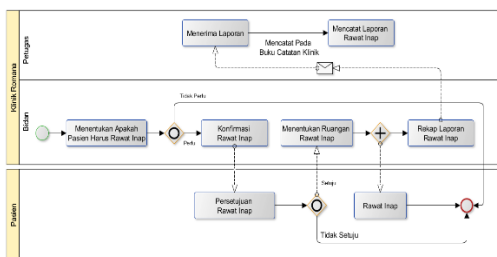 Klinik Romana
Petugas
Menerima Laporan
Mencatat Pada
Buku Catatan Klinik
Mencatat Laporan
Rawat Inap
Bidan
Tidak Perlu
Menentukan Apakah
Pasien Harus Rawat Inap
Perlu
Konfirmasi
Rawat Inap
Menentukan Ruangan
Rawat Inap
Rekap Laporan
Rawat Inap
Pasien
Persetujuan
Rawat Inap
Setuju
Rawat Inap
Tidak Setuju